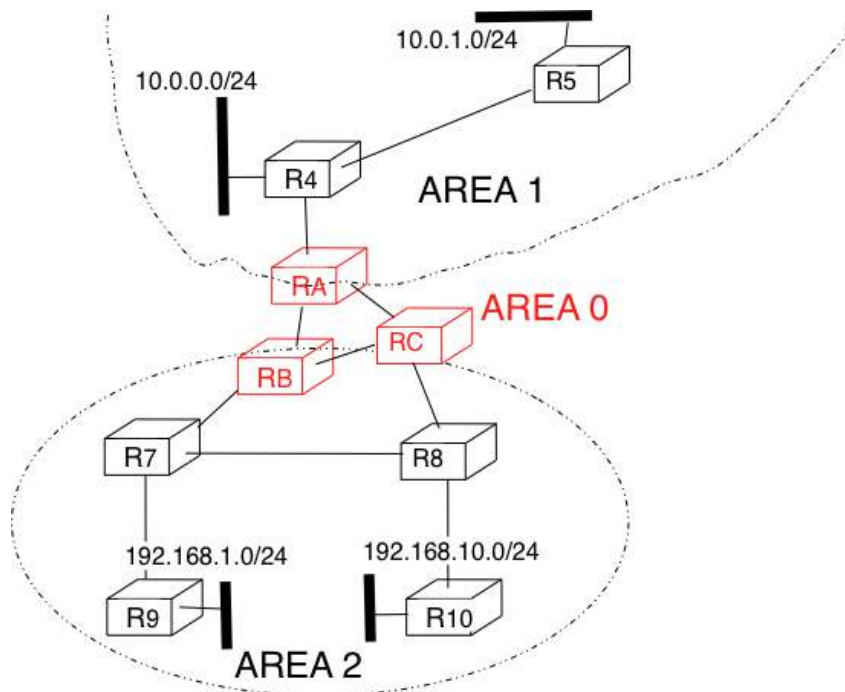 10.0.1.0/24
R5
10.0.0.0/24
R4
AREA 1
RA
AREA 0
RC
RB
R7
R8
192.168.1.0/24
192.168.10.0/24
R9
R10
AREA 2